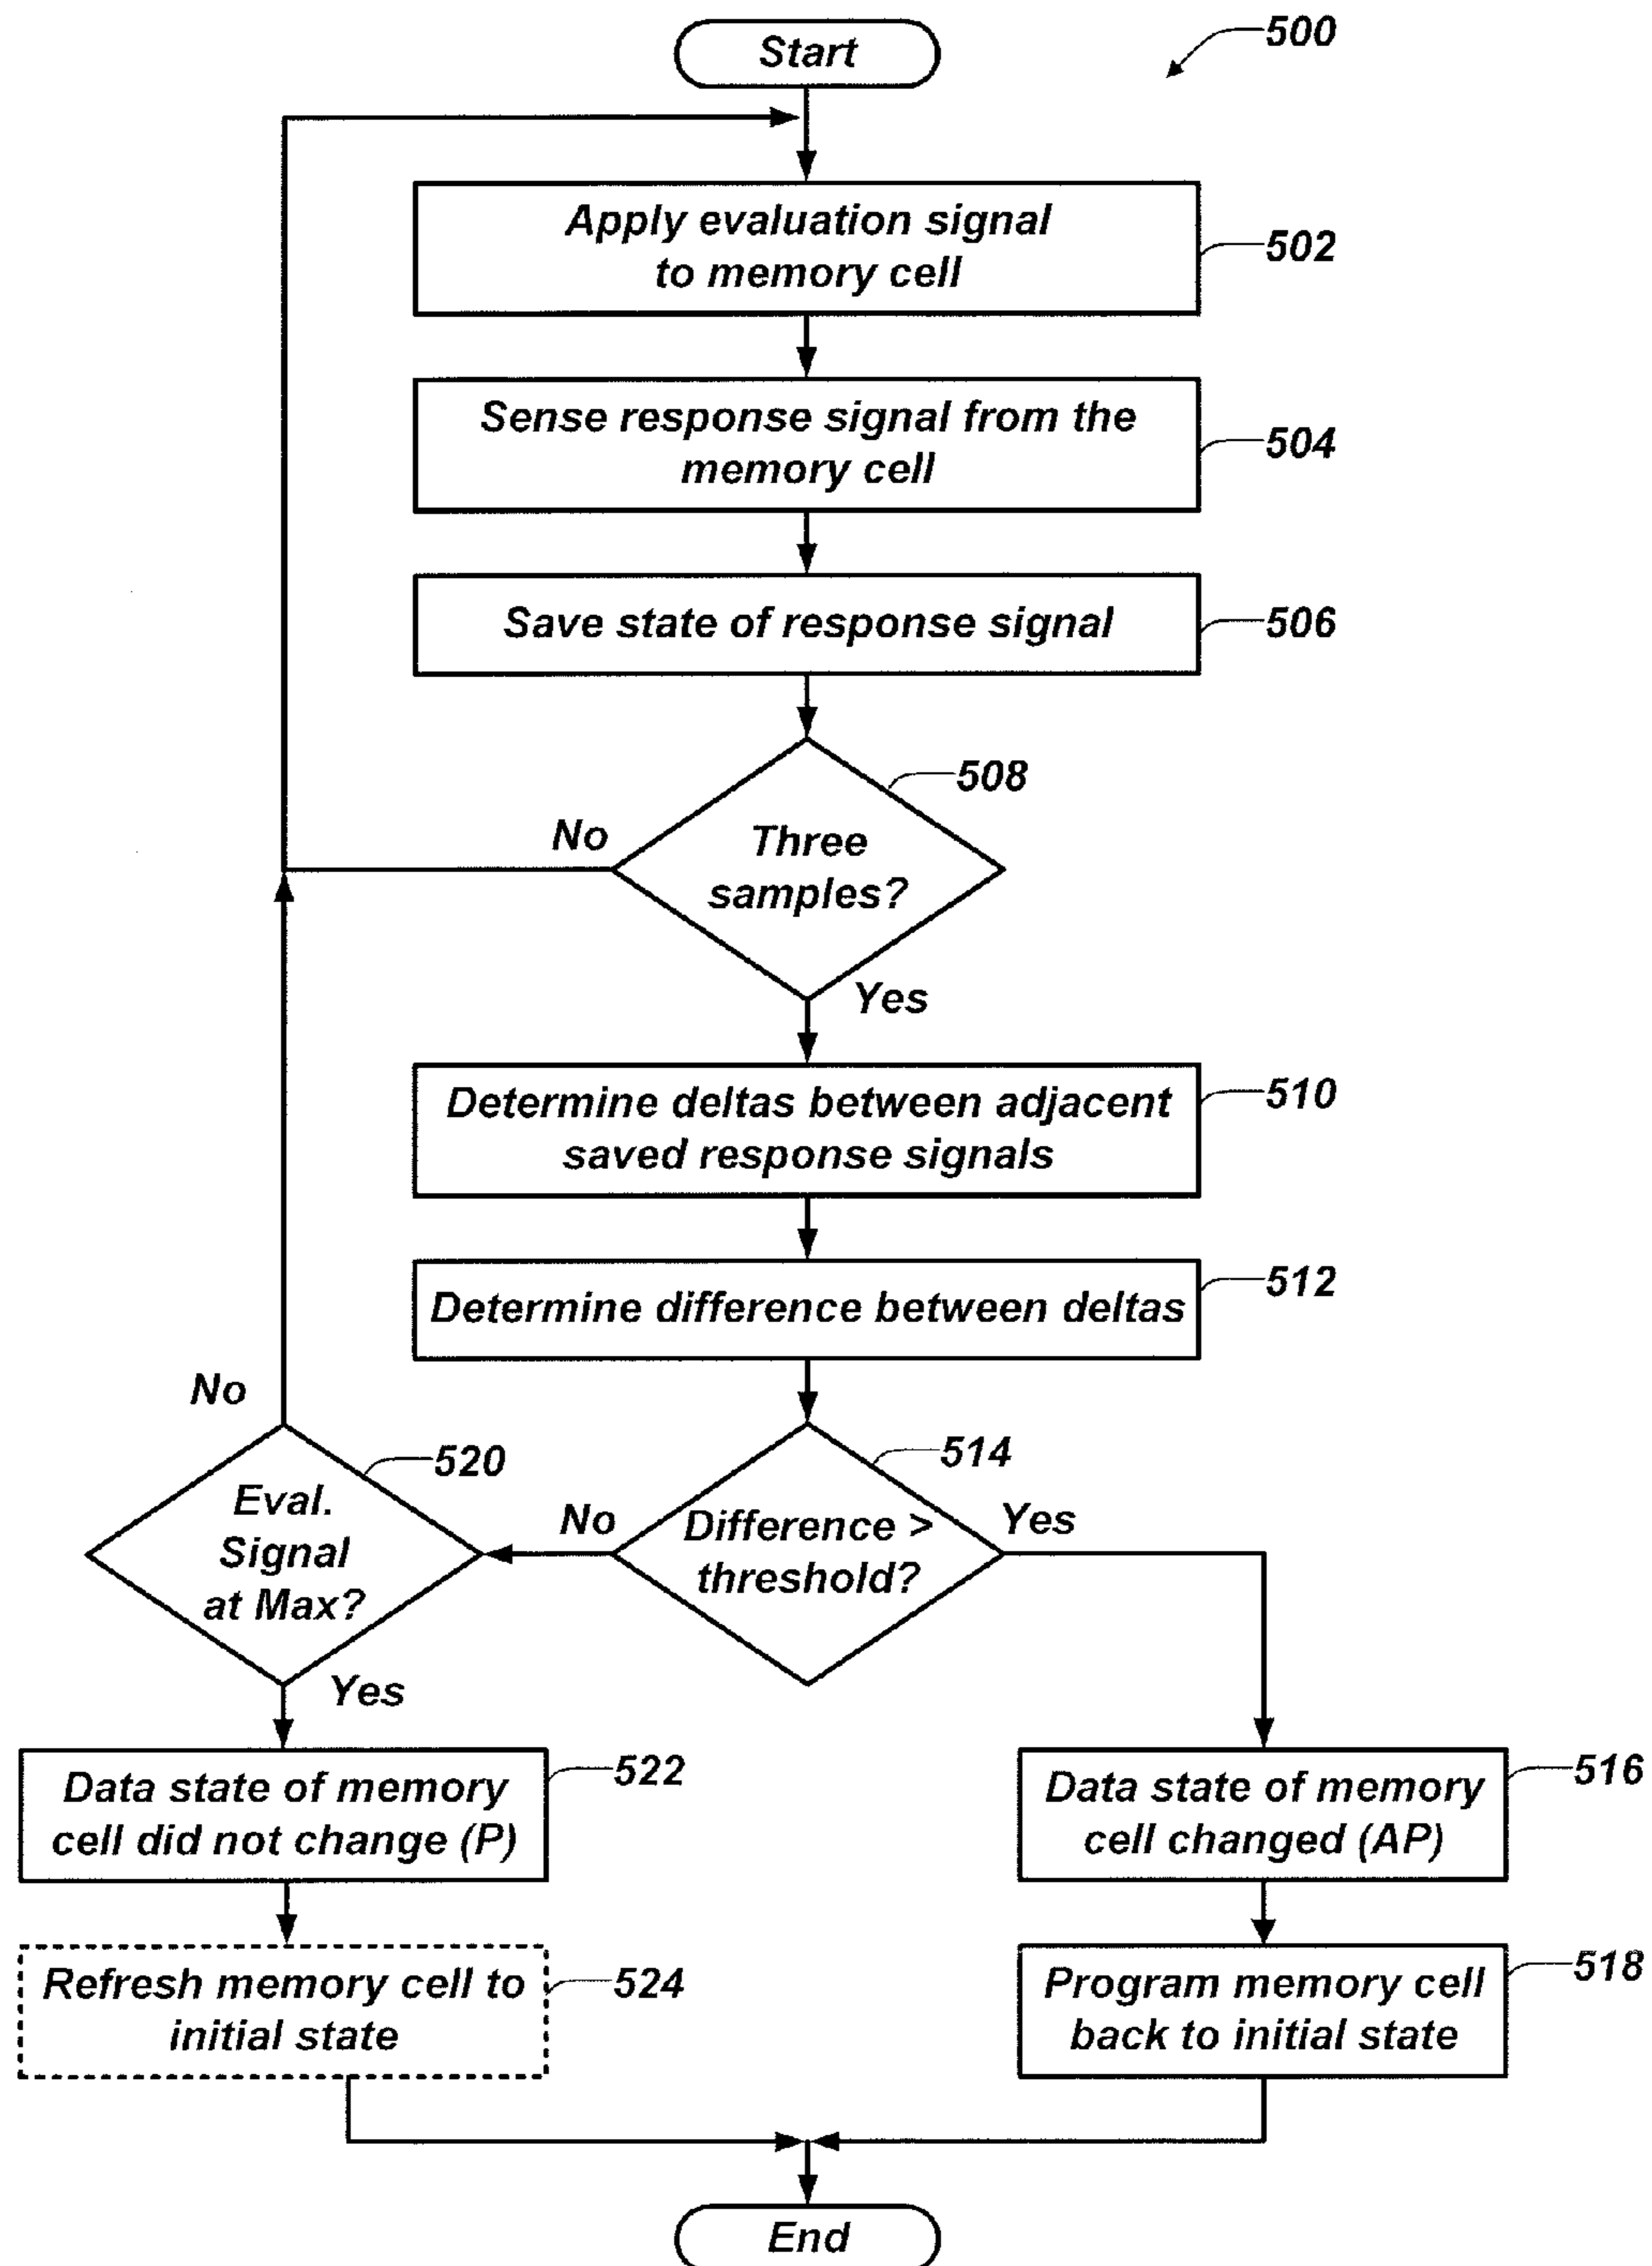 Start
500
Apply evaluation signal
to memory cell
502
Sense response signal from the
memory cell
504
Save state of response signal
506
508
No
Three
samples?
Yes
Determine deltas between adjacent
saved response signals
510
Determine difference between deltas
512
No
520
Eval.
Signal
at Max?
No
514
Difference >
threshold?
Yes
Yes
Data state of memory
cell did not change (P)
522
Data state of memory
cell changed (AP)
516
Refresh memory cell to
initial state
524
Program memory cell
back to initial state
518
End